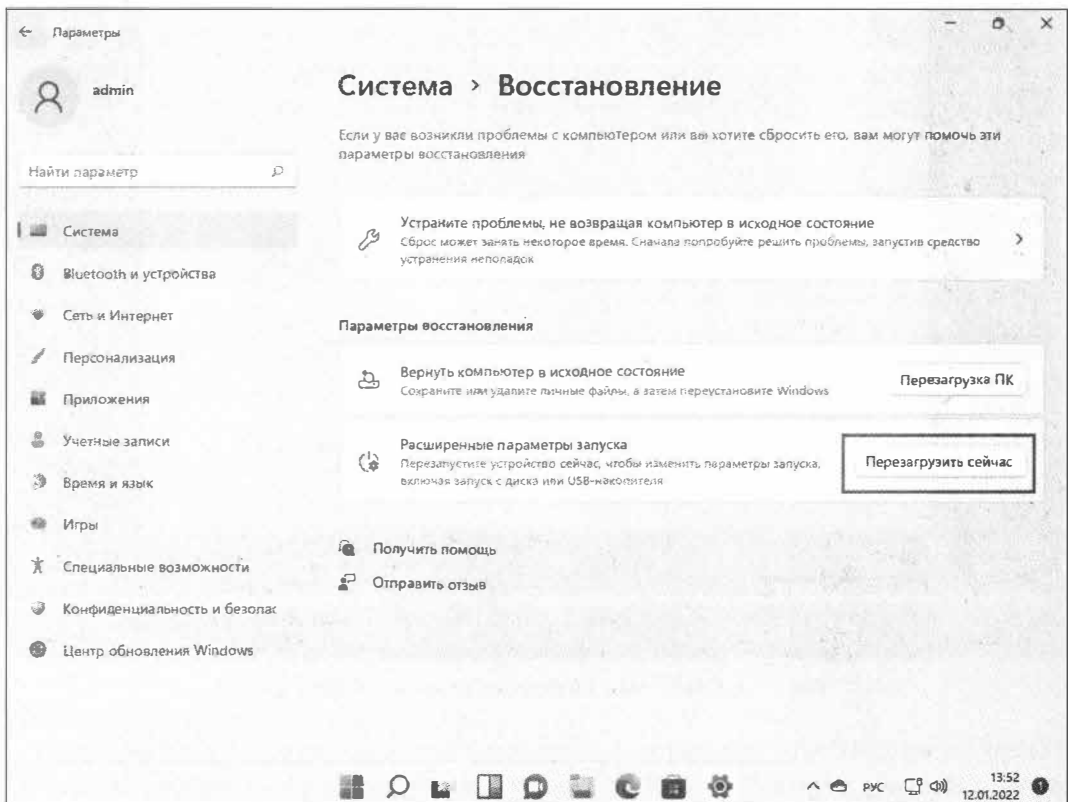 Параметры
admin
Найти параметр
Система
Bluetooth и устройства
Сеть и Интернет
Персонализация
Приложения
Учетные записи
Время и язык
Игры
Специальные возможности
Конфиденциальность и безопас
Центр обновления Windows
Система > Восстановление
Если у вас возникли проблемы с компьютером или вы хотите сбросить его, вам могут помочь эти
параметры восстановления
Устраните проблемы, не возвращая компьютер в исходное состояние
Сброс может занять некоторое время. Сначала попробуйте решить проблемы, запустив средство
устранения неполадок
Параметры восстановления
Вернуть компьютер в исходное состояние
Сохраните или удалите личные файлы, а затем переустановите Windows
Перезагрузка ПК
Расширенные параметры запуска
Перезапустите устройство сейчас, чтобы изменить параметры запуска,
включая запуск с диска или USB-накопителя
Перезагрузить сейчас
Получить помощь
Отправить отзыв
РУС
13:52
12.01.2022
1